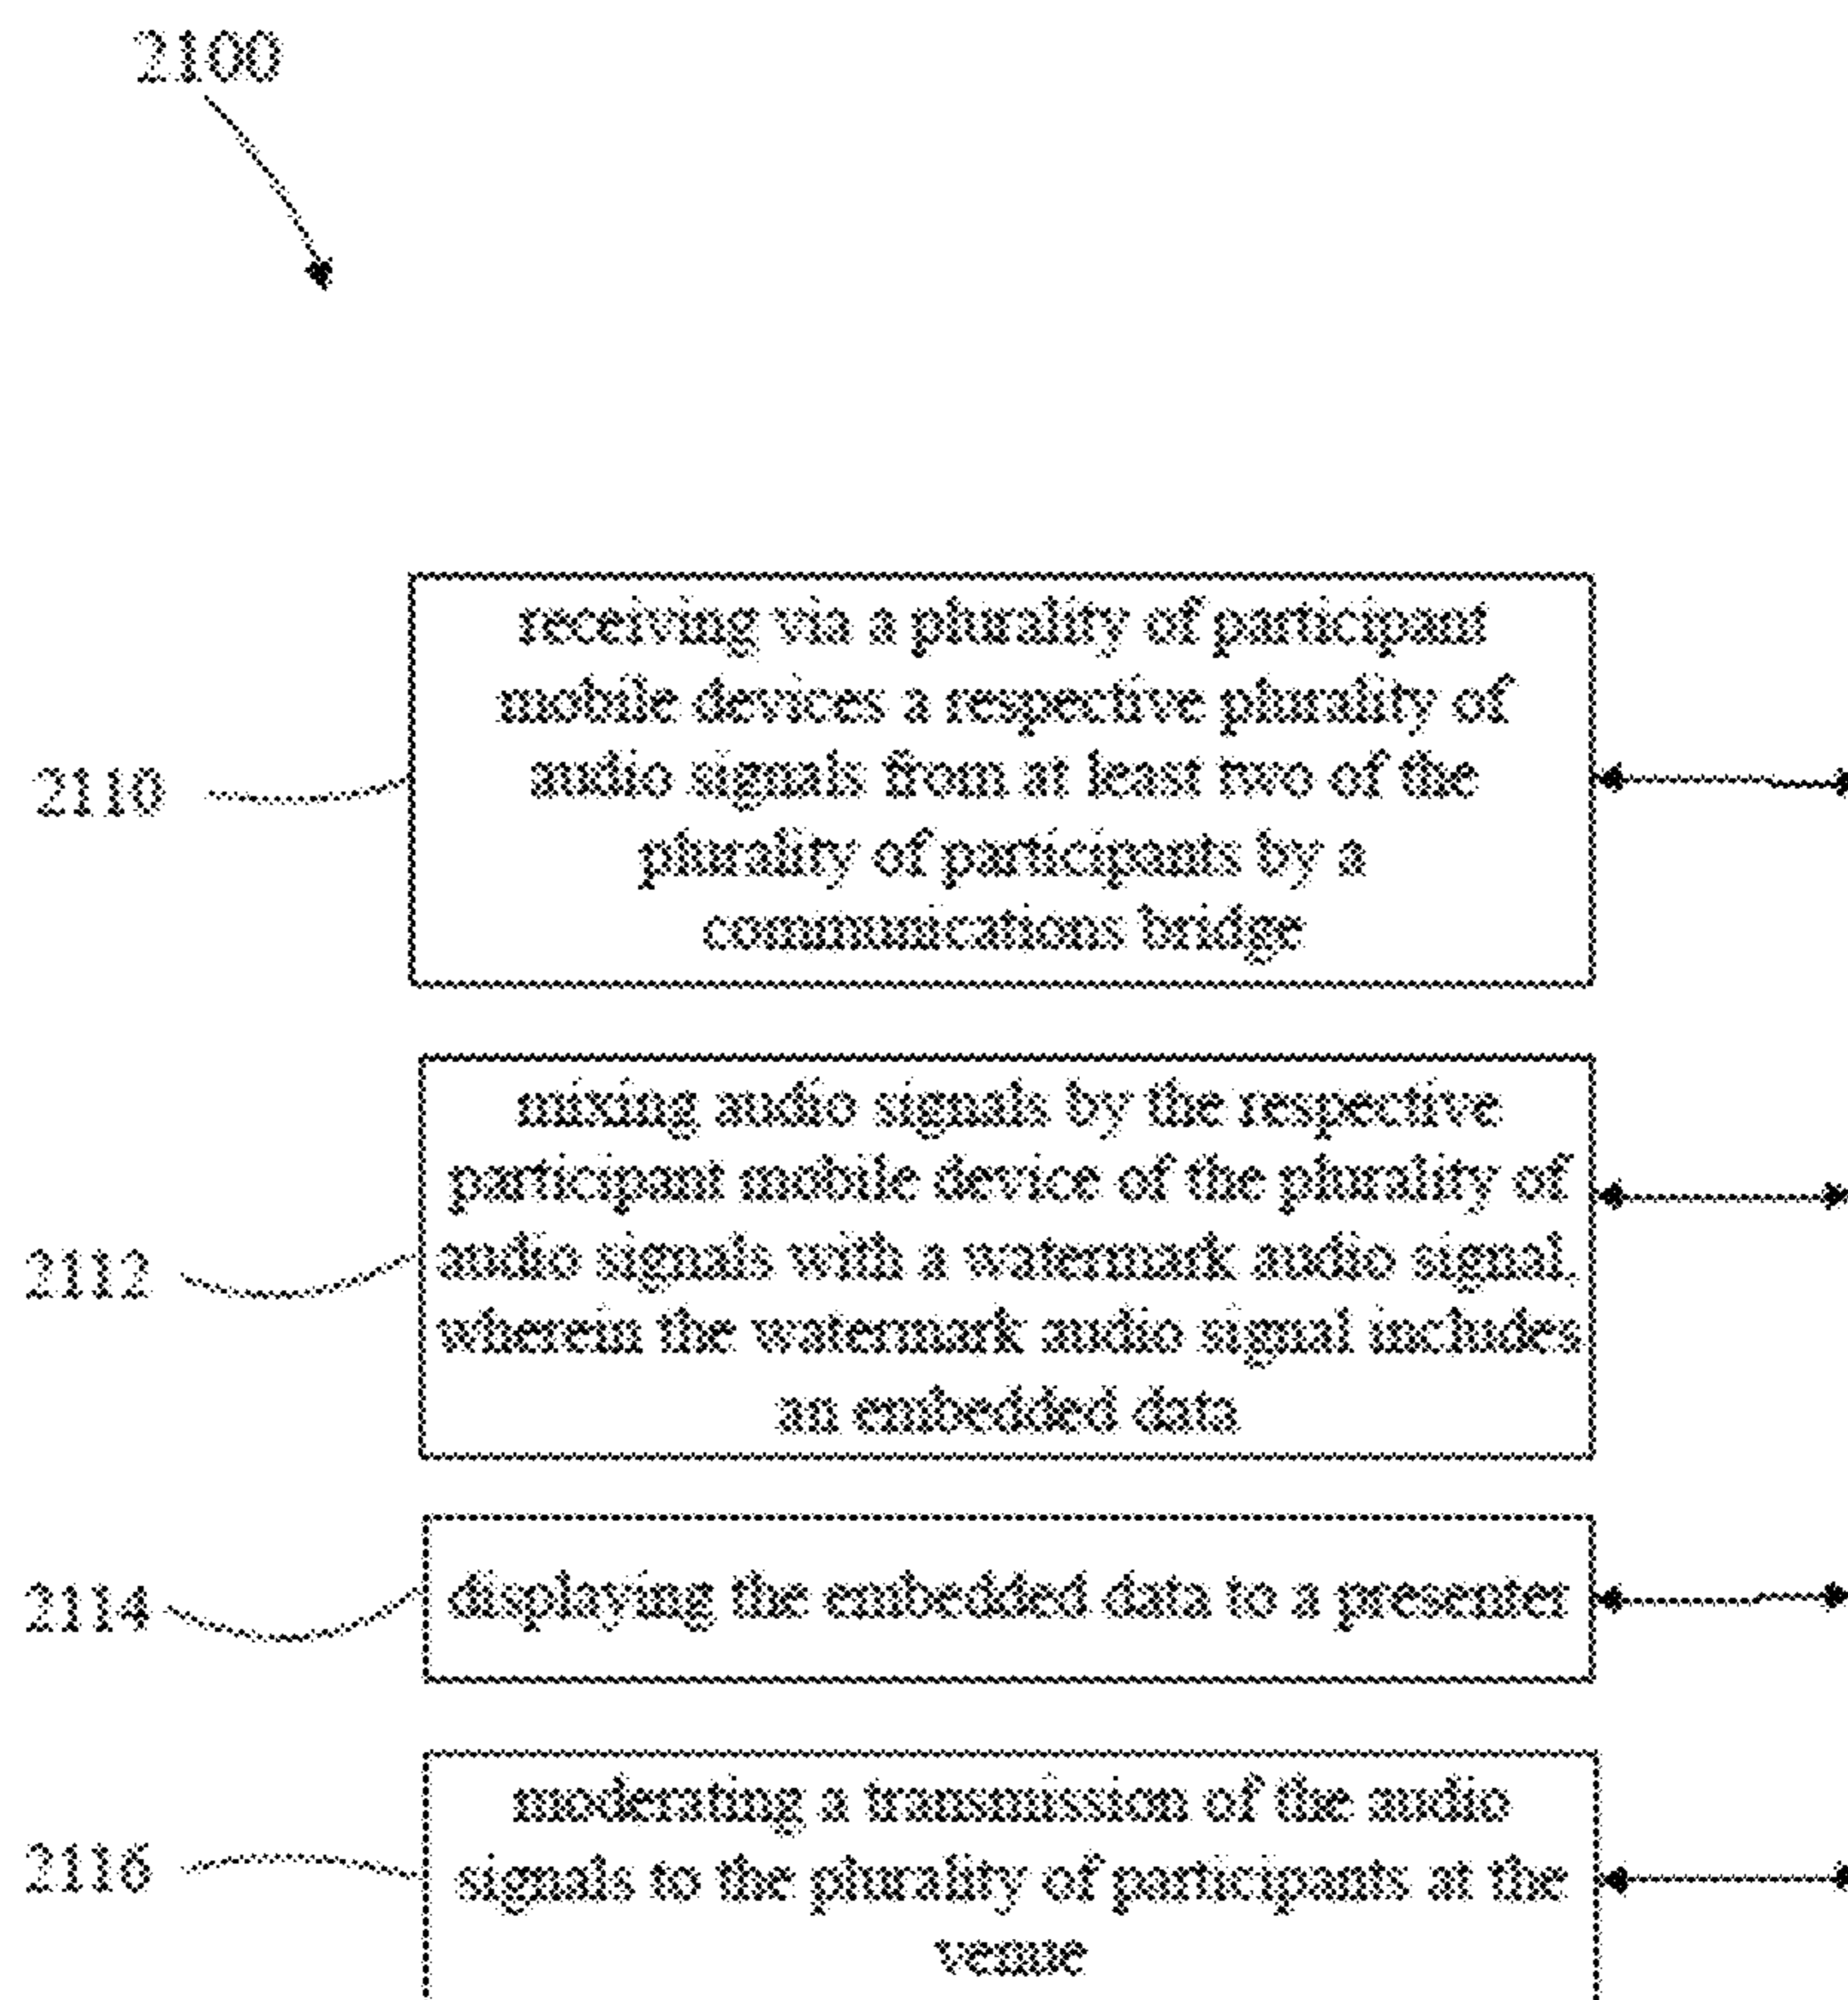 2100
receiving via a plurality of participant
mobile devices a respective plurality of
audio signals from at least two of the
plurality of participants by a
communications bridge
2110
mixing audio signals by the respective
participant mobile device of the plurality of
audio signals with a watermark audio signal,
wherein the watermark audio signal includes
an embedded data
2112
displaying the embedded data to a presenter
2114
moderating a transmission of the audio
signals to the plurality of participants at the
venue
2116